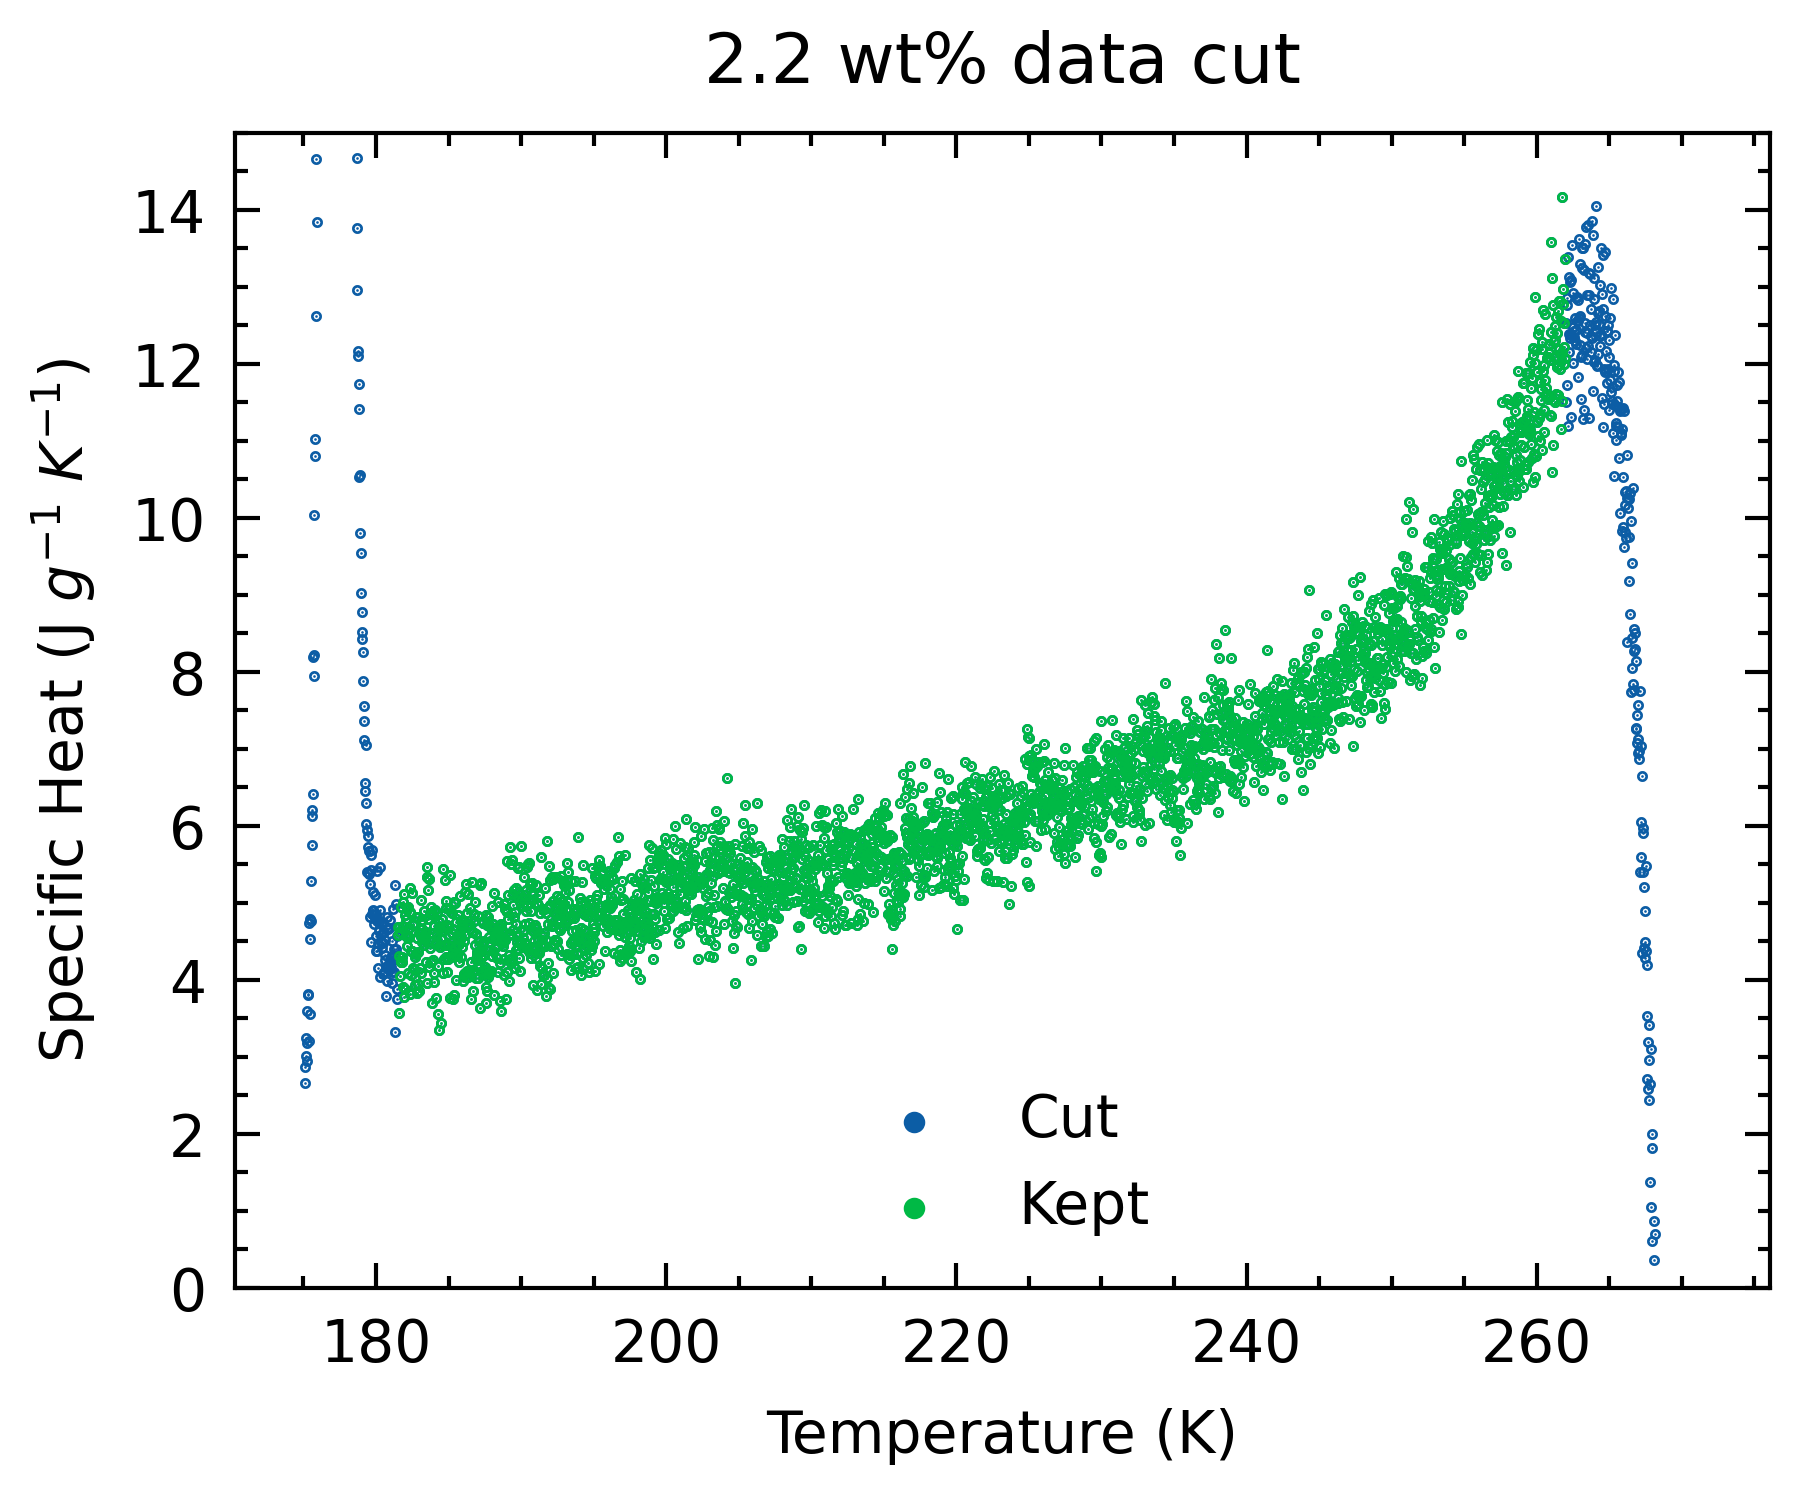 2.2 wt% data cut
Specific Heat (J g⁻¹ K⁻¹)
14
12
10
8
6
4
2
0
Cut
Kept
180 200 220 240 260
Temperature (K)